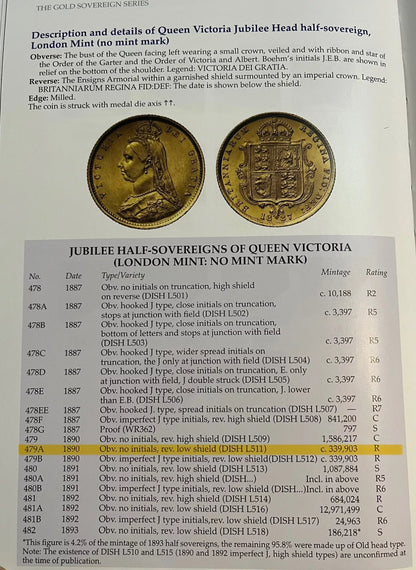 THE GOLD SOVEREIGN SERIES
Description and details of Queen Victoria Jubilee Head half-sovereign,
London Mint (no mint mark)
Obverse: The bust of the Queen facing left wearing a small crown, veiled and with ribbon and star of
the Order of the Garter and the Order of Victoria and Albert. Boehm's initials J.E.B. are shown in
relief on the bottom of the shoulder. Legend: VICTORIA DEI GRATIA.
Reverse: The Ensigns Armorial within a garnished shield surmounted by an imperial crown. Legend:
BRITANNIARUM REGINA FID:DEF: The date is shown below the shield.
Edge: Milled.
The coin is struck with medal die axis ↑↑.
VICTORIA DEI GRATIA
BRITANNIARUM REGINA FID: DEF:
1887
JUBILEE HALF-SOVEREIGNS OF QUEEN VICTORIA
(LONDON MINT: NO MINT MARK)
No. Date Type/Variety Mintage Rating
478 1887 Obv. no initials on truncation, high shield
on reverse (DISH L501) c. 10,188 R2
478A 1887 Obv. hooked J type, close initials on truncation,
stops at junction with field (DISH L502) c. 3,397 R5
478B 1887 Obv. hooked J type, close initials on truncation,
bottom of letters and stops at junction with field
(DISH L503) c. 3,397 R5
478C 1887 Obv. hooked J type, wider spread initials on
truncation, the J only at junction with field (DISH L504) c. 3,397 R6
478D 1887 Obv. hooked J type, close initials on truncation, E. only
at junction with field, J double struck (DISH L505) c. 3,397 R6
478E 1887 Obv. hooked J type, close initials on truncation, J. lower
than E.B. (DISH L506) c. 3,397 R6
478EE 1887 Obv. hooked J. type, spread initials on truncation (DISH L507) — R7
478F 1887 Obv. imperfect J type initials, rev. high shield (DISH L508) 841,200 C
478G 1887 Proof (WR362) 797 S
479 1890 Obv. no initials, rev. high shield (DISH L509) 1,586,217 C
479A 1890 Obv. no initials, rev. low shield (DISH L511) c. 339,903 R
479B 1890 Obv. imperfect J type initials, rev. low shield(DISH L512) c. 339,903 R
480 1891 Obv. no initials, rev. low shield (DISH L513) 1,087,884 S
480A 1891 Obv. no initials, rev. high shield (DISH...) Incl. in above R5
480B 1891 Obv. imperfect J type initials, rev. low shield (DISH...)Incl. in above R6
481 1892 Obv. no initials, rev. high shield (DISH L514) 684,024 R
481A 1892 Obv. no initials, rev. low shield (DISH L516) 12,971,499 C
481B 1892 Obv. imperfect J type initials,rev. low shield (DISH L517) 24,963 R6
482 1893 Obv. no initials, rev. low shield (DISH L518) 186,218* S
*This figure is 4.2% of the mintage of 1893 half sovereigns, the remaining 95.8% were made up of Old head type.
Note: The existence of DISH L510 and L515 (1890 and 1892 imperfect J, high shield types) are unconfirmed at
the time of publication.